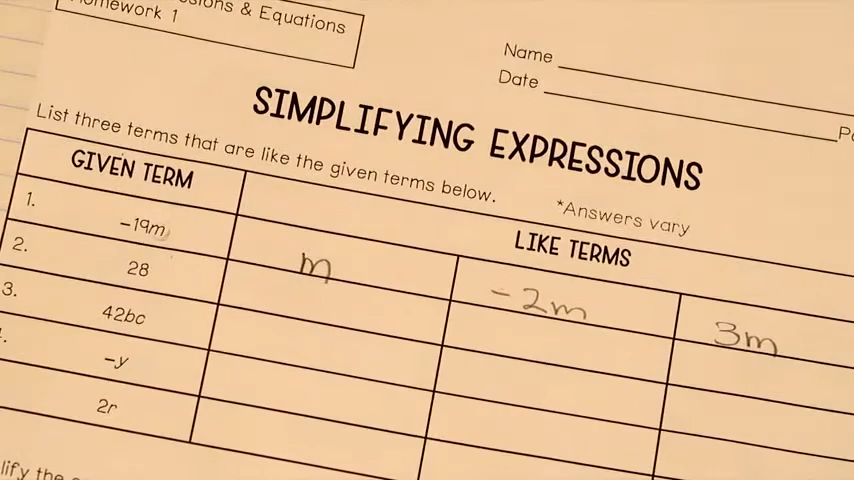 & Equations
Homework 1
Name
Date
SIMPLIFYING EXPRESSIONS
List three terms that are like the given terms below.
*Answers vary
GIVEN TERM
LIKE TERMS
1.
-19m
m
-2m
3m
2.
28
3.
42bc
-y
2r